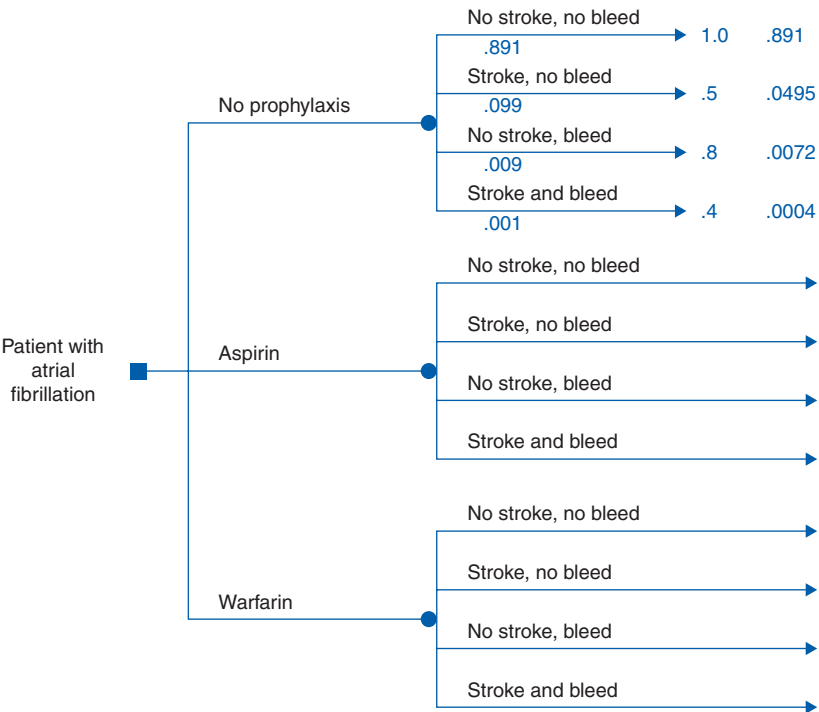 No stroke, no bleed
.891 1.0 .891
Stroke, no bleed
.099 .5 .0495
No prophylaxis
No stroke, bleed
.009 .8 .0072
Stroke and bleed
.001 .4 .0004
No stroke, no bleed
Stroke, no bleed
Patient with
atrial
fibrillation
Aspirin
No stroke, bleed
Stroke and bleed
No stroke, no bleed
Stroke, no bleed
Warfarin
No stroke, bleed
Stroke and bleed